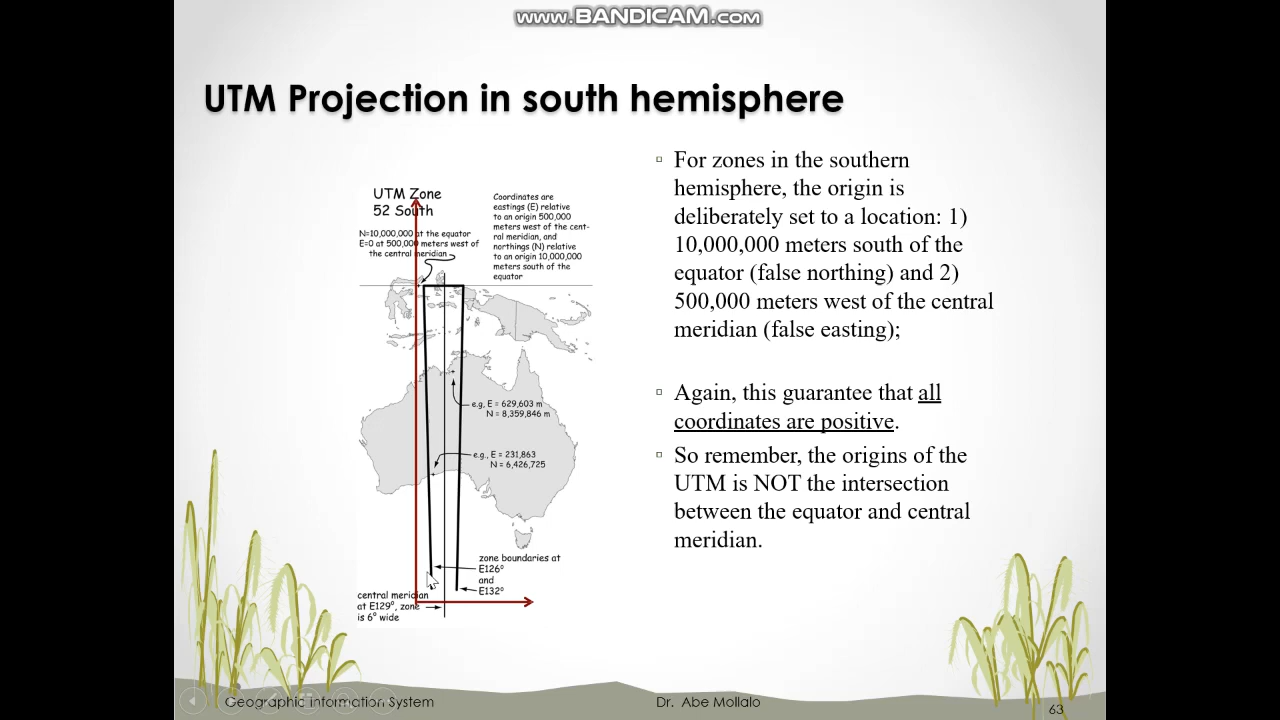 www.BANDICAM.com
UTM Projection in south hemisphere
UTM Zone
52 South
N=10,000,000 at the equator
E=0 at 500,000 meters west of
the central meridian
Coordinates are
eastings (E) relative
to an origin 500,000
meters west of the cent-
ral meridian, and
northings (N) relative
to an origin 10,000,000
meters south of the
equator
e.g, E = 629,603 m
N = 8,359,846 m
e.g., E = 231,863
N = 6,426,725
zone boundaries at
E126°
and
E132°
central meridian
at E129°, zone
is 6° wide
For zones in the southern
hemisphere, the origin is
deliberately set to a location: 1)
10,000,000 meters south of the
equator (false northing) and 2)
500,000 meters west of the central
meridian (false easting);
Again, this guarantee that all
coordinates are positive.
So remember, the origins of the
UTM is NOT the intersection
between the equator and central
meridian.
Geographic Information System
Dr. Abe Mollalo
63